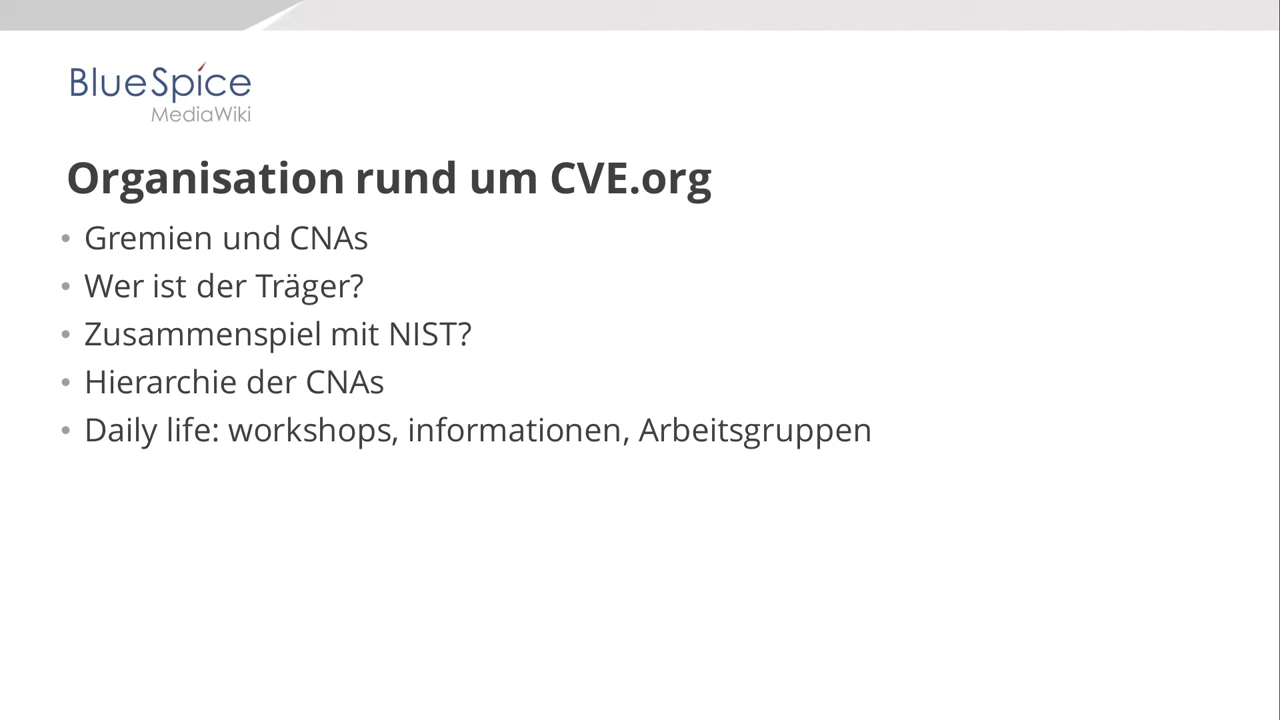 BlueSpice
MediaWiki
Organisation rund um CVE.org
• Gremien und CNAs
• Wer ist der Träger?
• Zusammenspiel mit NIST?
• Hierarchie der CNAs
• Daily life: workshops, informationen, Arbeitsgruppen